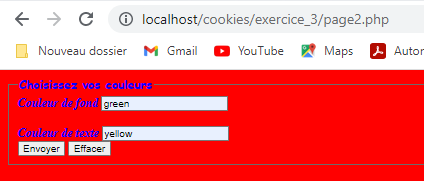 localhost/cookies/exercice_3/page2.php
Nouveau dossier Gmail YouTube Maps Autor
Choisissez vos couleurs
Couleur de fond green
Couleur de texte yellow
Envoyer Effacer